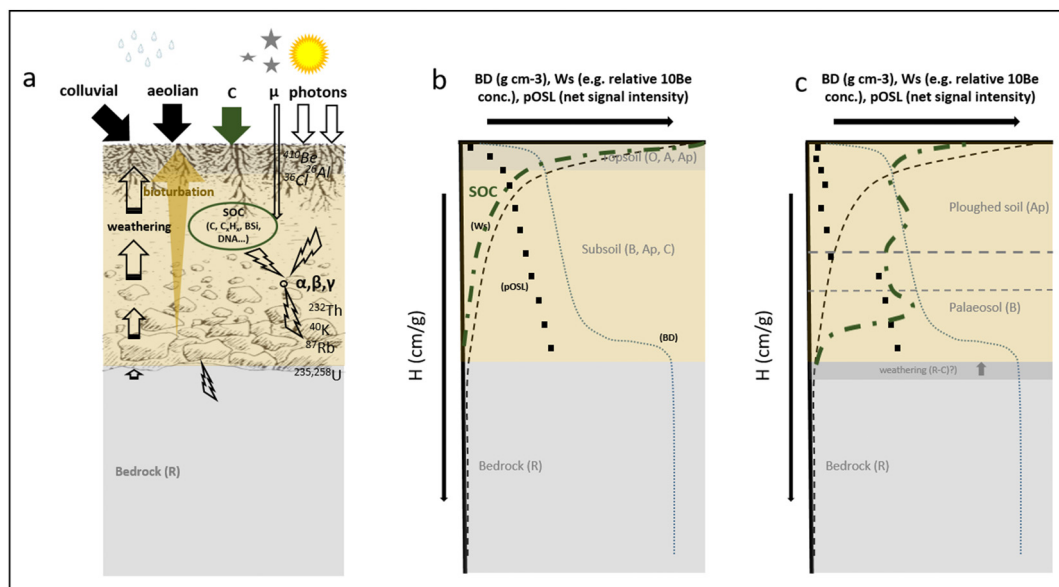 a
colluvial
aeolian
C
μ
photons
⁴¹⁰Be
²⁶Al
³⁶Cl
bioturbation
weathering
SOC
(C, CₓHₓ, BSi,
DNA...)
α,β,γ
²³²Th
⁴⁰K
⁸⁷Rb
²³⁵,²⁵⁸U
Bedrock (R)
b
BD (g cm-3), Ws (e.g. relative 10Be
conc.), pOSL (net signal intensity)
Topsoil (O, A, Ap)
SOC
(Ws)
Subsoil (B, Ap, C)
(pOSL)
(BD)
H (cm/g)
Bedrock (R)
c
BD (g cm-3), Ws (e.g. relative 10Be
conc.), pOSL (net signal intensity)
Ploughed soil (Ap)
Palaeosol (B)
weathering (R-C)?)
H (cm/g)
Bedrock (R)